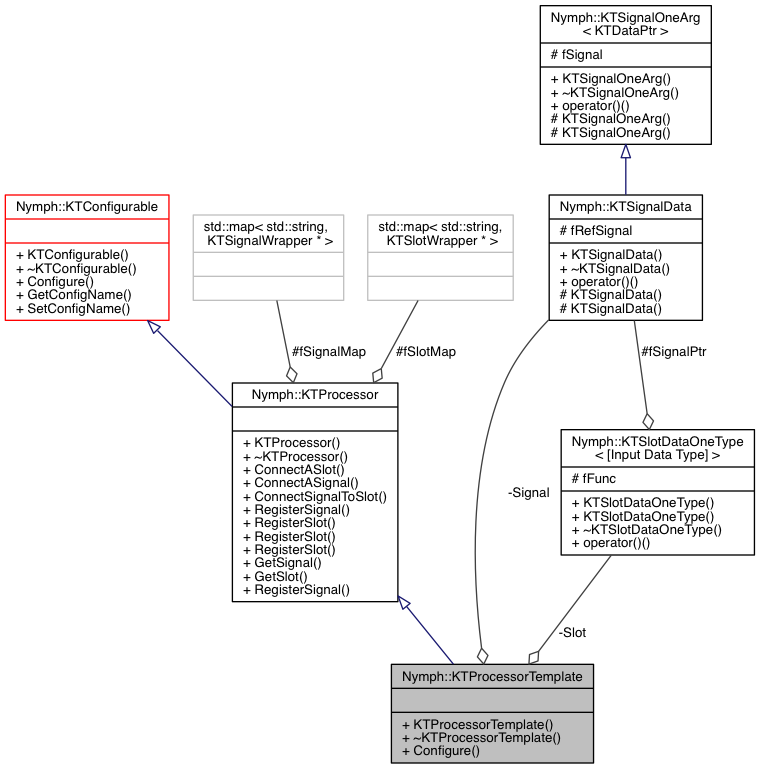 Nymph::KTSignalOneArg
< KTDataPtr >
# fSignal
+ KTSignalOneArg()
+ ~KTSignalOneArg()
+ operator()()
# KTSignalOneArg()
# KTSignalOneArg()
Nymph::KTConfigurable
+ KTConfigurable()
+ ~KTConfigurable()
+ Configure()
+ GetConfigName()
+ SetConfigName()
std::map< std::string,
KTSignalWrapper * >
std::map< std::string,
KTSlotWrapper * >
Nymph::KTSignalData
# fRefSignal
+ KTSignalData()
+ ~KTSignalData()
+ operator()()
# KTSignalData()
# KTSignalData()
#fSignalMap
#fSlotMap
#fSignalPtr
Nymph::KTProcessor
+ KTProcessor()
+ ~KTProcessor()
+ ConnectASlot()
+ ConnectASignal()
+ ConnectSignalToSlot()
+ RegisterSignal()
+ RegisterSlot()
+ RegisterSlot()
+ RegisterSlot()
+ GetSignal()
+ GetSlot()
+ RegisterSignal()
Nymph::KTSlotDataOneType
< [Input Data Type] >
# fFunc
+ KTSlotDataOneType()
+ KTSlotDataOneType()
+ ~KTSlotDataOneType()
+ operator()()
-Signal
-Slot
Nymph::KTProcessorTemplate
+ KTProcessorTemplate()
+ ~KTProcessorTemplate()
+ Configure()